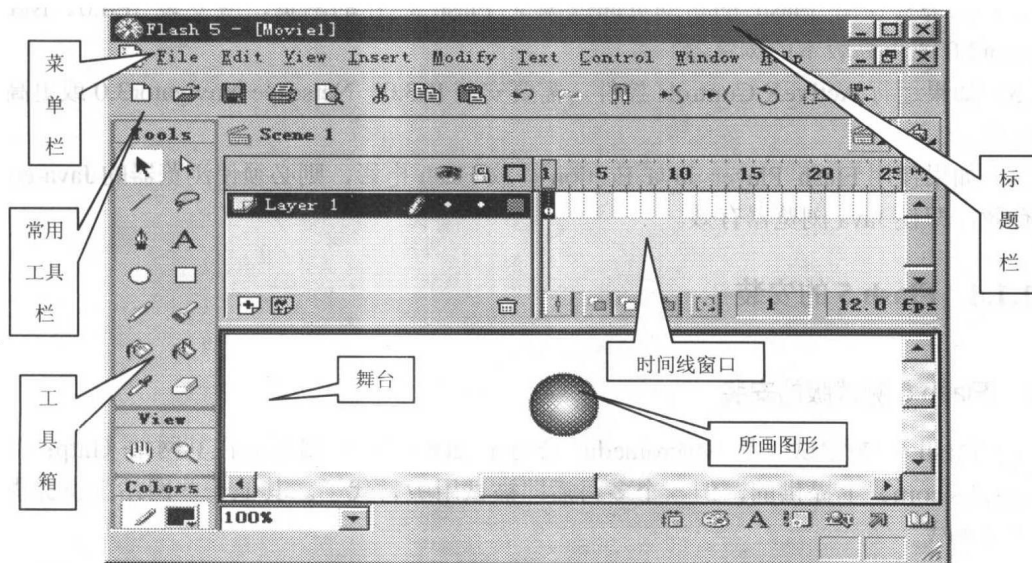 Flash 5 - [Movie1]
File Edit View Insert Modify Text Control Window Help
菜单栏
Tools
Scene 1
1 5 10 15 20 25
Layer 1
标题栏
常用工具栏
1 12.0 fps
时间线窗口
舞台
工具箱
View
所画图形
Colors
100%